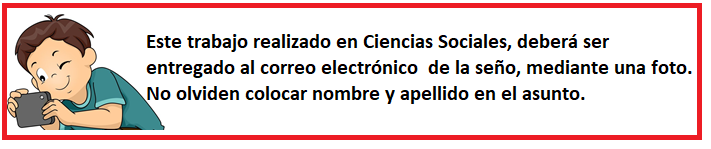 Este trabajo realizado en Ciencias Sociales, deberá ser
entregado al correo electrónico  de la seño, mediante una foto.
No olviden colocar nombre y apellido en el asunto.